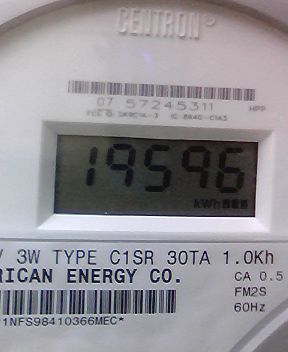 CENTRON®
07 57245311 HPP
19596
kWh
V 3W TYPE C1SR 30TA 1.0Kh
RICAN ENERGY CO. CA 0.5
FM2S
60Hz
1NFS98410366MEC*